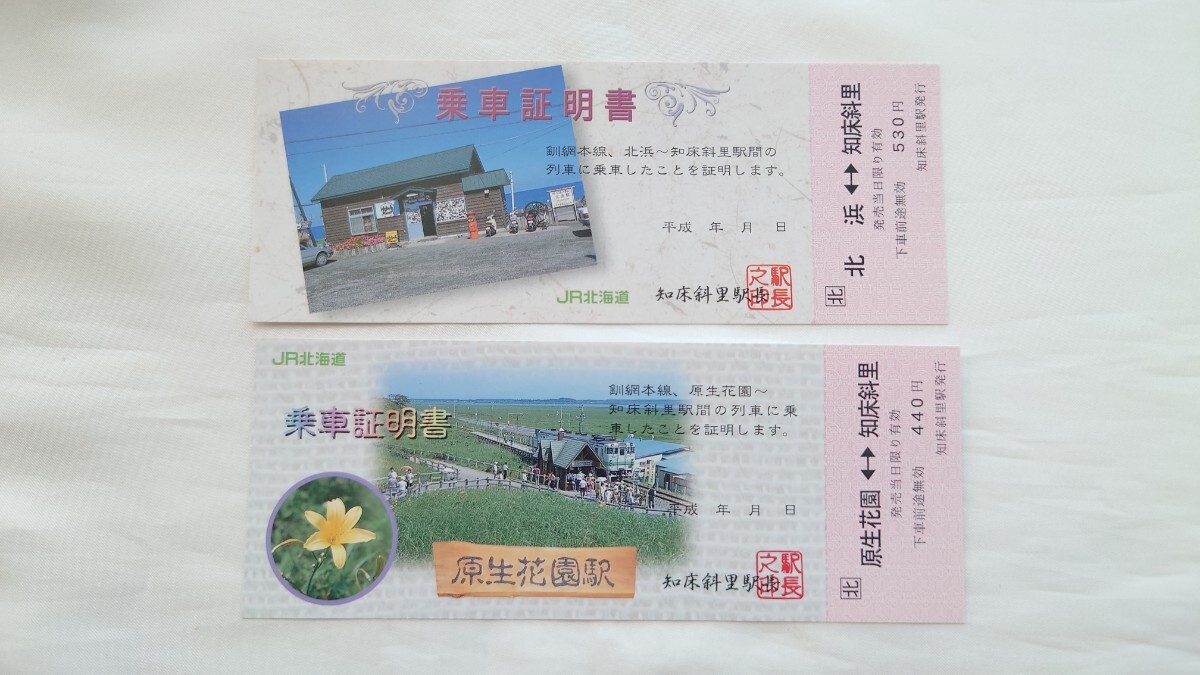 乗車証明書
釧網本線、北浜～知床斜里駅間の
列車に乗車したことを証明します。
平成　年　月　日
JR北海道
知床斜里駅長
駅長
之印
北　浜↔知床斜里
発売当日限り有効
下車前途無効　530円
知床斜里駅発行
北
JR北海道
乗車証明書
釧網本線、原生花園～
知床斜里駅間の列車に乗
車したことを証明します。
平成　年　月　日
原生花園駅
知床斜里駅長
駅長
之印
原生花園↔知床斜里
発売当日限り有効
下車前途無効　440円
知床斜里駅発行
北